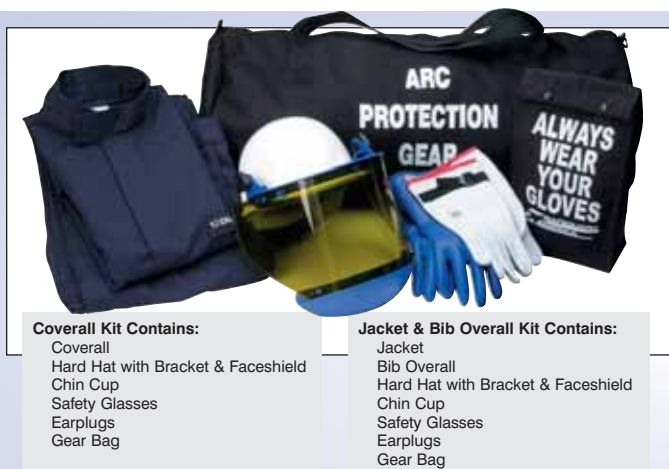 ARC
PROTECTION
GEAR
ALWAYS
WEAR
YOUR
GLOVES
Coverall Kit Contains:
Coverall
Hard Hat with Bracket & Faceshield
Chin Cup
Safety Glasses
Earplugs
Gear Bag
Jacket & Bib Overall Kit Contains:
Jacket
Bib Overall
Hard Hat with Bracket & Faceshield
Chin Cup
Safety Glasses
Earplugs
Gear Bag